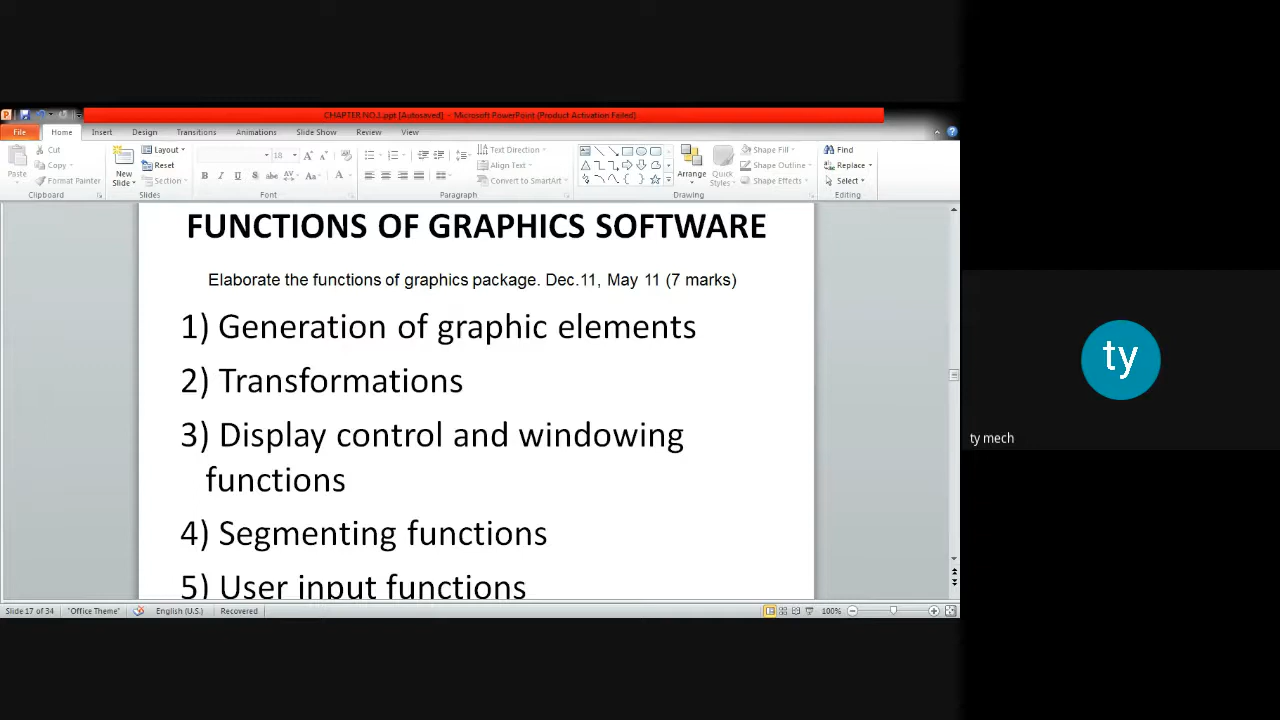 CHAPTER NO.1.ppt [Autosaved] - Microsoft PowerPoint (Product Activation Failed)
File Home Insert Design Transitions Animations Slide Show Review View
Paste
Cut
Copy
Format Painter
Clipboard
New Slide
Layout
Reset
Section
Slides
18
Font
Text Direction
Align Text
Convert to SmartArt
Paragraph
Arrange
Quick Styles
Shape Fill
Shape Outline
Shape Effects
Drawing
Find
Replace
Select
Editing
FUNCTIONS OF GRAPHICS SOFTWARE
Elaborate the functions of graphics package. Dec.11, May 11 (7 marks)
1) Generation of graphic elements
2) Transformations
3) Display control and windowing
functions
4) Segmenting functions
5) User input functions
Slide 17 of 34 "Office Theme" English (U.S.) Recovered 100%
ty
ty mech